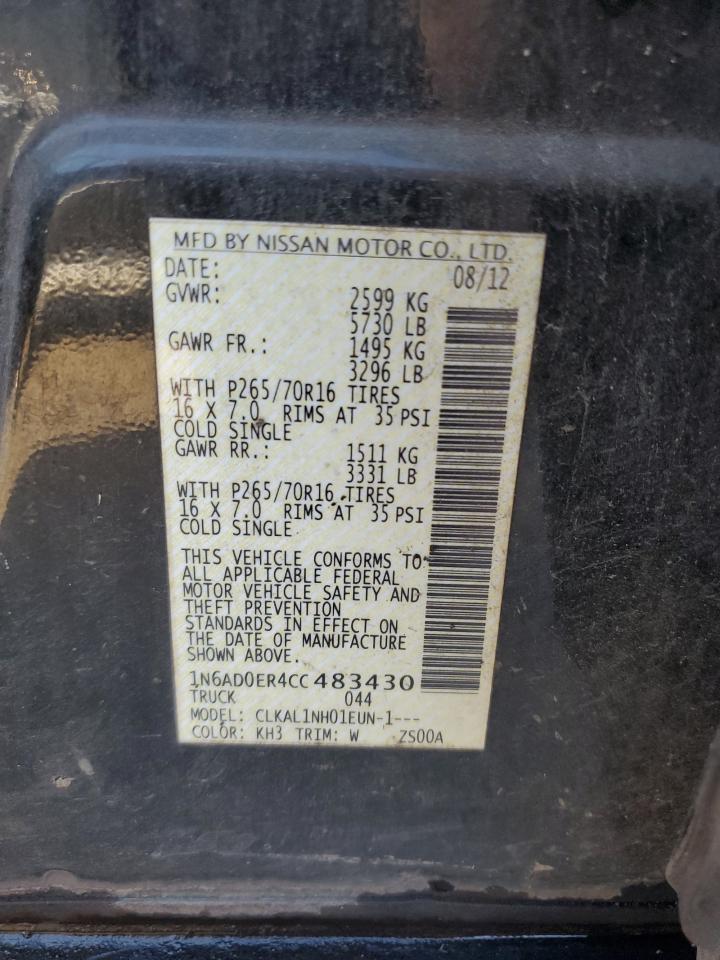 MFD BY NISSAN MOTOR CO., LTD.
DATE: 08/12
GVWR: 2599 KG
5730 LB
GAWR FR.: 1495 KG
3296 LB
WITH P265/70R16 TIRES
16 X 7.0 RIMS AT 35 PSI
COLD SINGLE
GAWR RR.: 1511 KG
3331 LB
WITH P265/70R16 TIRES
16 X 7.0 RIMS AT 35 PSI
COLD SINGLE
THIS VEHICLE CONFORMS TO
ALL APPLICABLE FEDERAL
MOTOR VEHICLE SAFETY AND
THEFT PREVENTION
STANDARDS IN EFFECT ON
THE DATE OF MANUFACTURE
SHOWN ABOVE.
1N6AD0ER4CC 483430
TRUCK 044
MODEL: CLKAL1NH01EUN-1---
COLOR: KH3 TRIM: W ZS00A